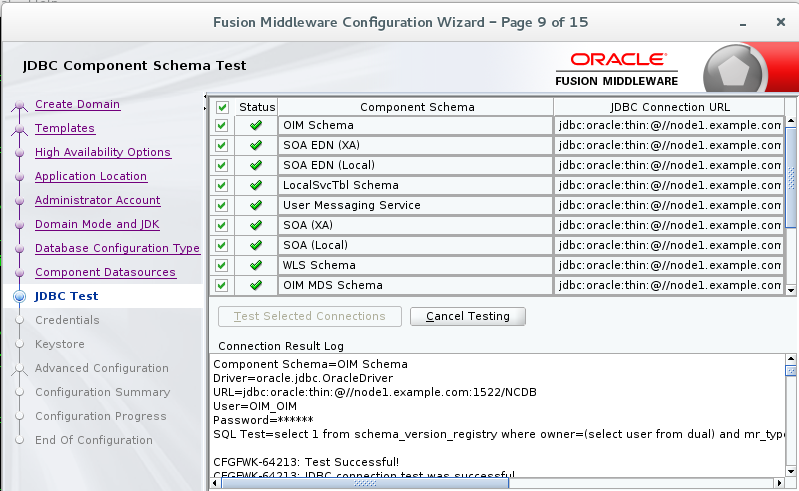 Fusion Middleware Configuration Wizard – Page 9 of 15
JDBC Component Schema Test
ORACLE
FUSION MIDDLEWARE
Create Domain
Templates
High Availability Options
Application Location
Administrator Account
Domain Mode and JDK
Database Configuration Type
Component Datasources
JDBC Test
Credentials
Keystore
Advanced Configuration
Configuration Summary
Configuration Progress
End Of Configuration
Status Component Schema JDBC Connection URL
OIM Schema jdbc:oracle:thin:@//node1.example.com
SOA EDN (XA) jdbc:oracle:thin:@//node1.example.com
SOA EDN (Local) jdbc:oracle:thin:@//node1.example.com
LocalSvcTbl Schema jdbc:oracle:thin:@//node1.example.com
User Messaging Service jdbc:oracle:thin:@//node1.example.com
SOA (XA) jdbc:oracle:thin:@//node1.example.com
SOA (Local) jdbc:oracle:thin:@//node1.example.com
WLS Schema jdbc:oracle:thin:@//node1.example.com
OIM MDS Schema jdbc:oracle:thin:@//node1.example.com
Test Selected Connections Cancel Testing
Connection Result Log
Component Schema=OIM Schema
Driver=oracle.jdbc.OracleDriver
URL=jdbc:oracle:thin:@//node1.example.com:1522/NCDB
User=OIM_OIM
Password=******
SQL Test=select 1 from schema_version_registry where owner=(select user from dual) and mr_type
CFGFWK-64213: Test Successful!
CFGFWK-64213: JDBC connection test was successful